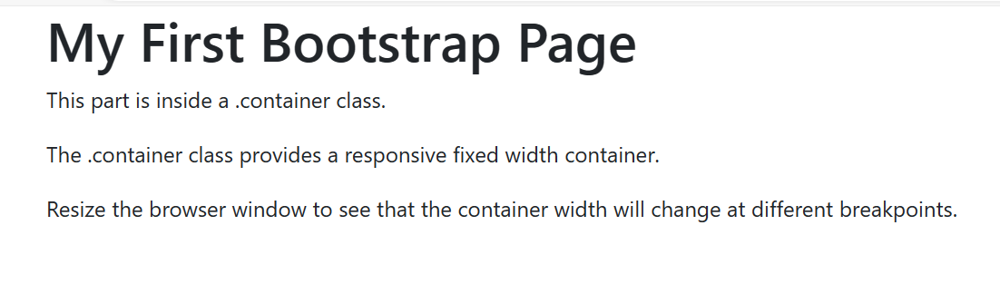 My First Bootstrap Page
This part is inside a .container class.
The .container class provides a responsive fixed width container.
Resize the browser window to see that the container width will change at different breakpoints.